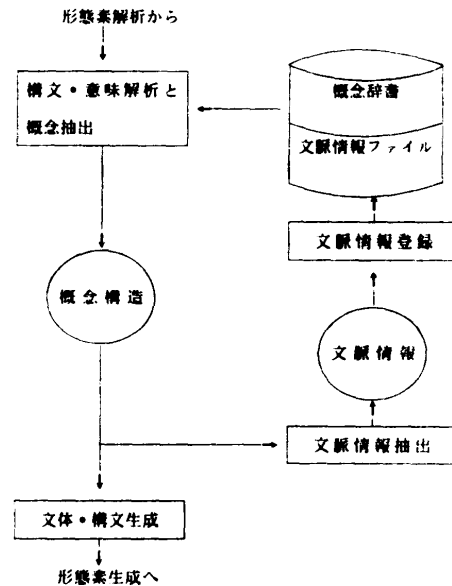 形態素解析から
構文・意味解析と
概念抽出
概念辞書
文脈情報ファイル
文脈情報登録
概念構造
文脈情報
文脈情報抽出
文体・構文生成
形態素生成へ